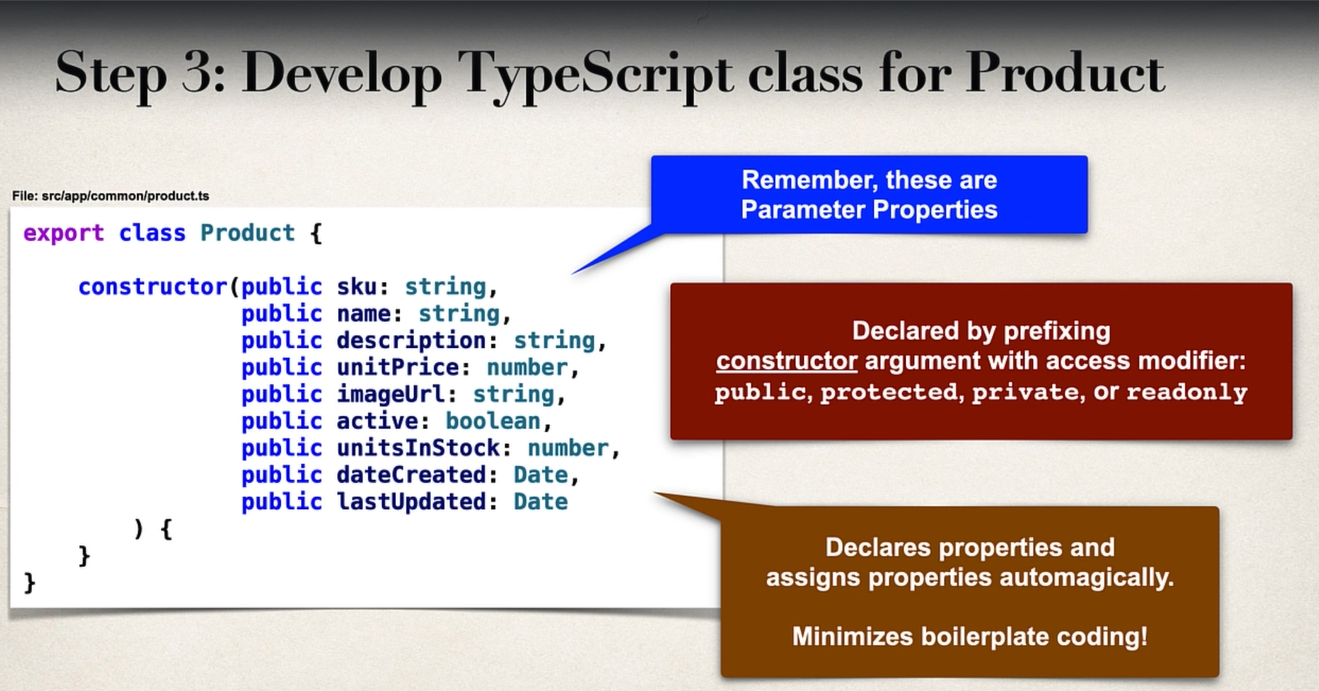 Step 3: Develop TypeScript class for Product
File: src/app/common/product.ts
export class Product {
constructor(public sku: string,
public name: string,
public description: string,
public unitPrice: number,
public imageUrl: string,
public active: boolean,
public unitsInStock: number,
public dateCreated: Date,
public lastUpdated: Date
) {
}
}
Remember, these are
Parameter Properties
Declared by prefixing
constructor argument with access modifier:
public, protected, private, or readonly
Declares properties and
assigns properties automagically.
Minimizes boilerplate coding!